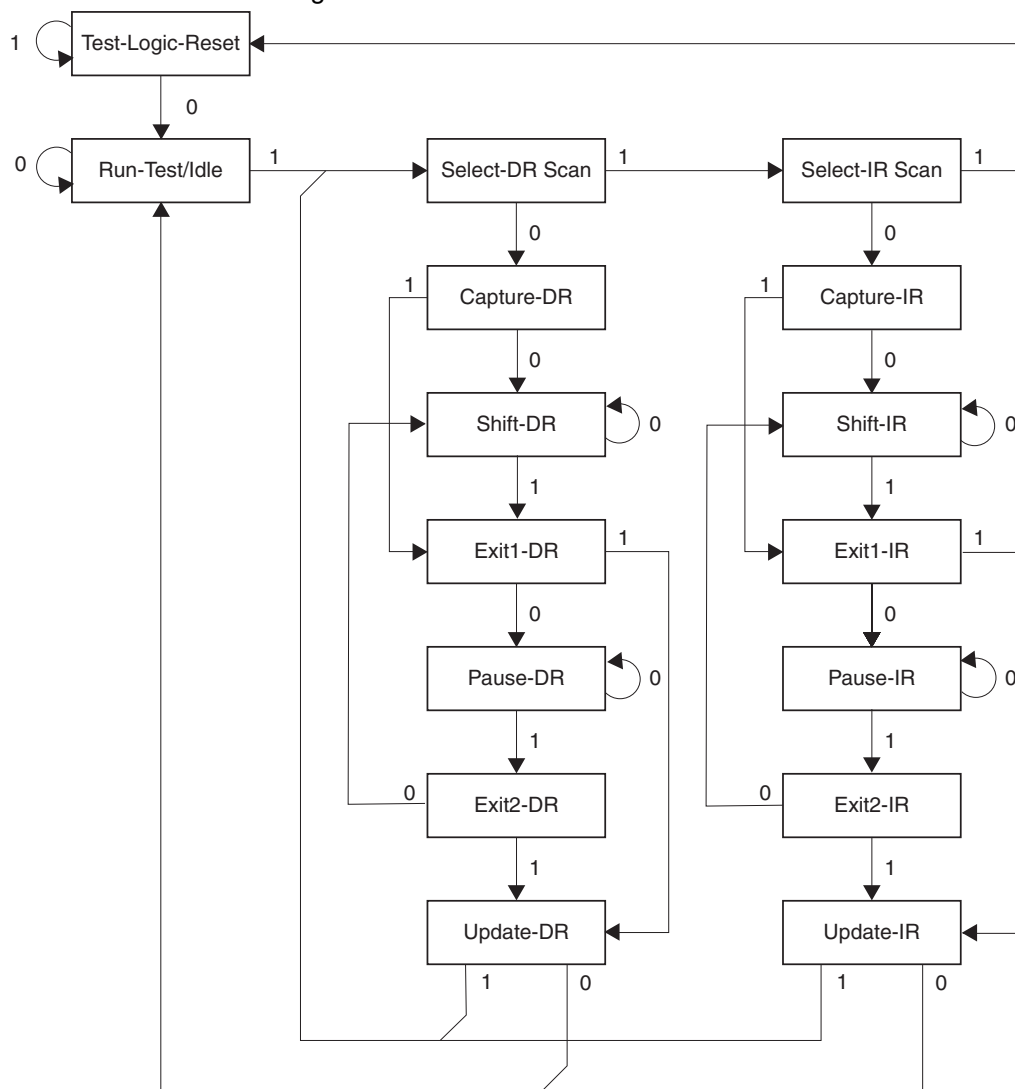 1
Test-Logic-Reset
0
0
Run-Test/Idle
1
Select-DR Scan
1
Select-IR Scan
1
0
0
1
Capture-DR
1
Capture-IR
0
0
Shift-DR
0
Shift-IR
0
1
1
Exit1-DR
1
Exit1-IR
1
0
0
Pause-DR
0
Pause-IR
0
1
1
0
Exit2-DR
0
Exit2-IR
1
1
Update-DR
Update-IR
1
0
1
0